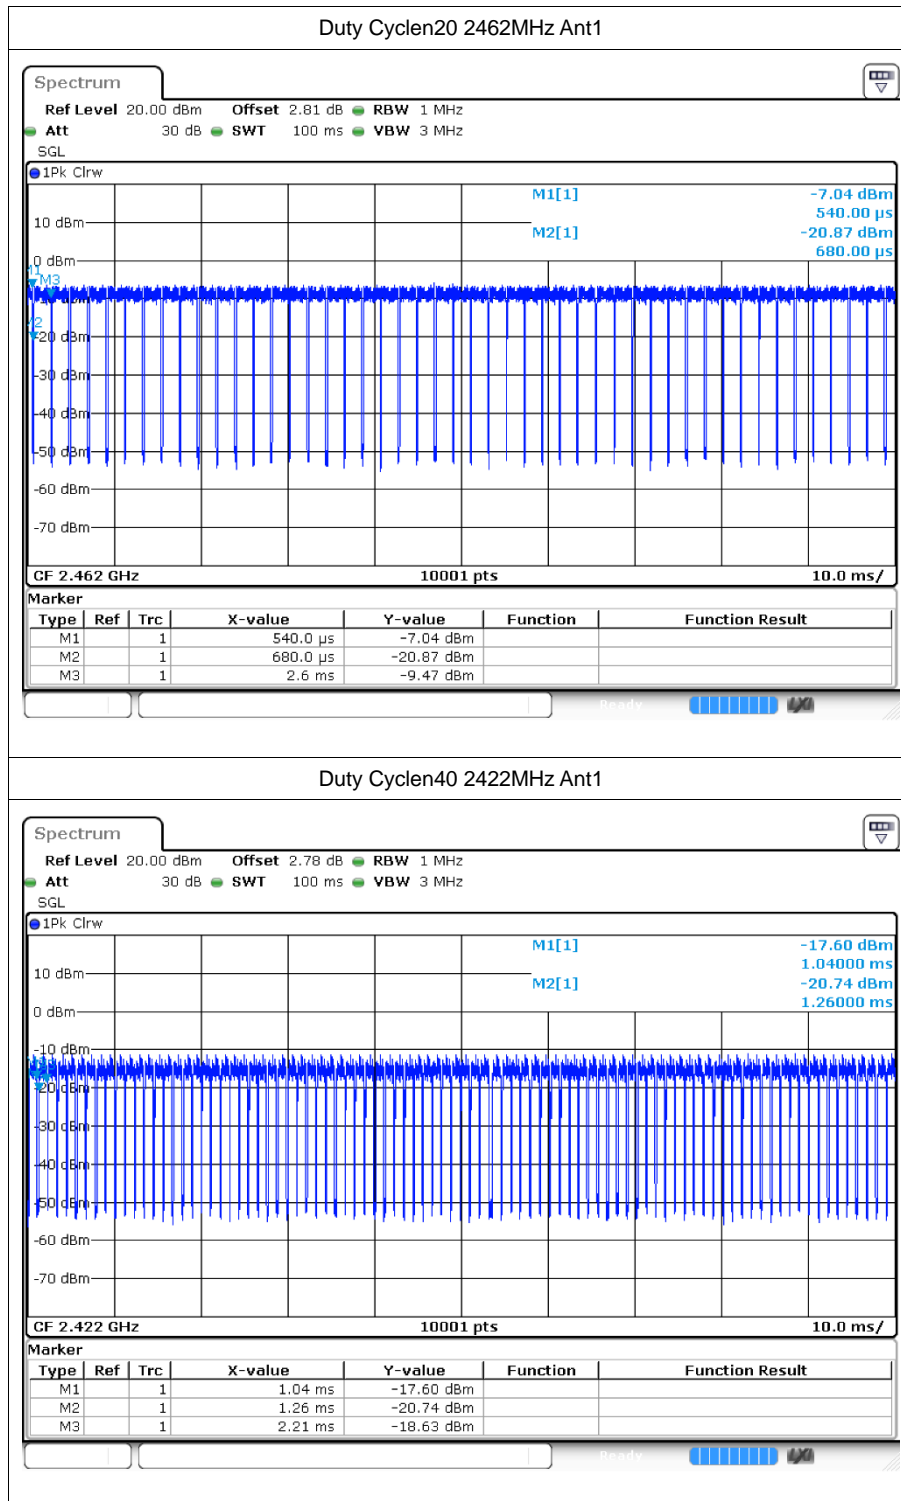 Duty Cyclen20 2462MHz Ant1
Spectrum
Ref Level 20.00 dBm Offset 2.81 dB RBW 1 MHz
Att 30 dB SWT 100 ms VBW 3 MHz
SGL
1Pk Clrw
M1[1] -7.04 dBm
540.00 µs
10 dBm
M2[1] -20.87 dBm
680.00 µs
0 dBm
M1
M3
-10 dBm
M2
-20 dBm
-30 dBm
-40 dBm
-50 dBm
-60 dBm
-70 dBm
CF 2.462 GHz 10001 pts 10.0 ms/
Marker
Type Ref Trc X-value Y-value Function Function Result
M1 1 540.0 µs -7.04 dBm
M2 1 680.0 µs -20.87 dBm
M3 1 2.6 ms -9.47 dBm
Ready LXI
Duty Cyclen40 2422MHz Ant1
Spectrum
Ref Level 20.00 dBm Offset 2.78 dB RBW 1 MHz
Att 30 dB SWT 100 ms VBW 3 MHz
SGL
1Pk Clrw
M1[1] -17.60 dBm
1.04000 ms
10 dBm
M2[1] -20.74 dBm
1.26000 ms
0 dBm
-10 dBm
-20 dBm
-30 dBm
-40 dBm
-50 dBm
-60 dBm
-70 dBm
CF 2.422 GHz 10001 pts 10.0 ms/
Marker
Type Ref Trc X-value Y-value Function Function Result
M1 1 1.04 ms -17.60 dBm
M2 1 1.26 ms -20.74 dBm
M3 1 2.21 ms -18.63 dBm
Ready LXI